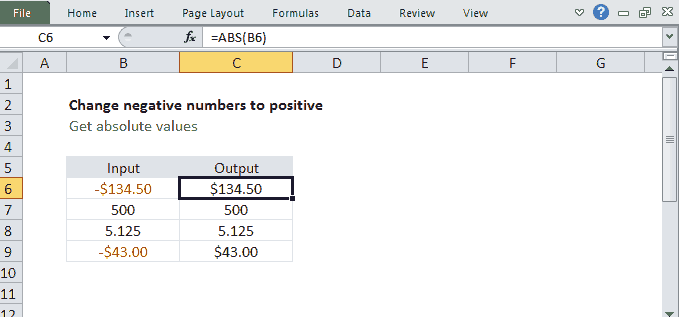 File Home Insert Page Layout Formulas Data Review View ?
C6 fx =ABS(B6)
A B C D E F G
1
2 Change negative numbers to positive
3 Get absolute values
4
5 Input Output
6 -$134.50 $134.50
7 500 500
8 5.125 5.125
9 -$43.00 $43.00
10
11
12